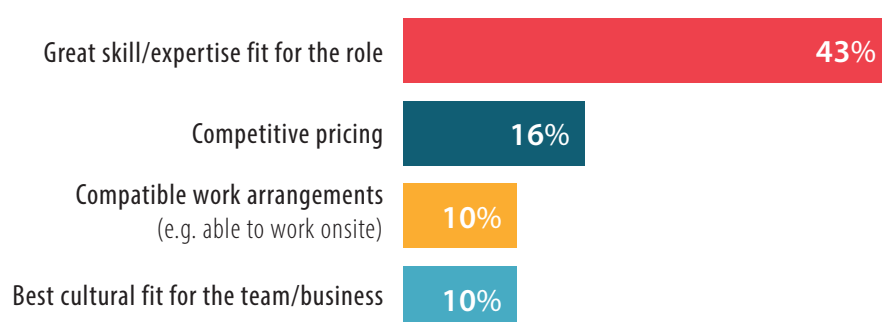 Great skill/expertise fit for the role 43%
Competitive pricing 16%
Compatible work arrangements
(e.g. able to work onsite) 10%
Best cultural fit for the team/business 10%